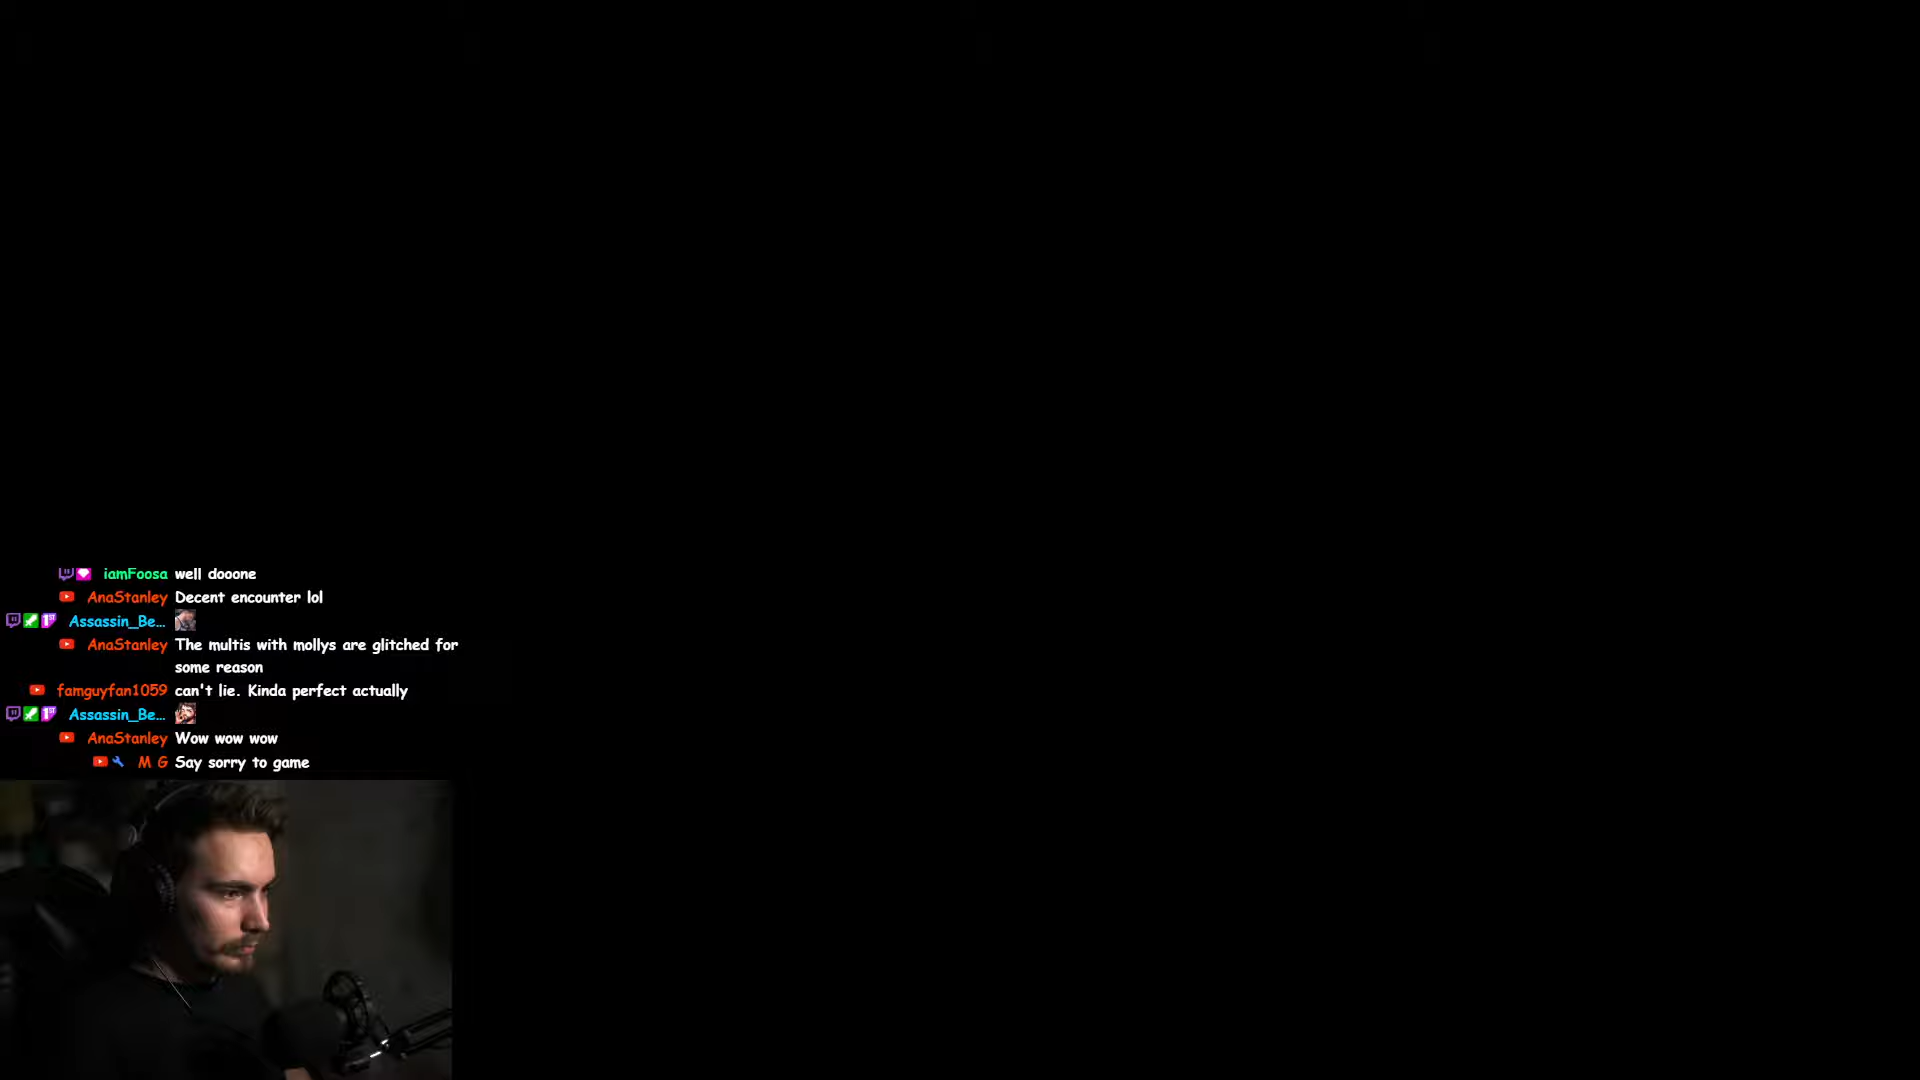 iamFoosa well dooone
AnaStanley Decent encounter lol
Assassin_Be...
AnaStanley The multis with mollys are glitched for
some reason
famguyfan1059 can't lie. Kinda perfect actually
Assassin_Be...
AnaStanley Wow wow wow
M G Say sorry to game